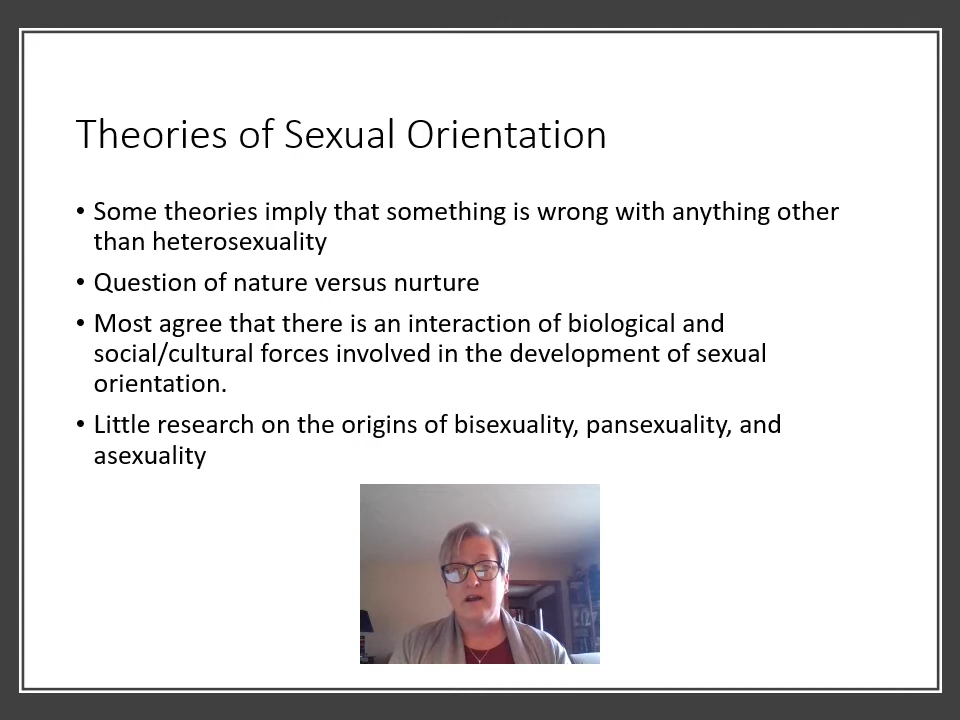 Theories of Sexual Orientation
• Some theories imply that something is wrong with anything other
than heterosexuality
• Question of nature versus nurture
• Most agree that there is an interaction of biological and
social/cultural forces involved in the development of sexual
orientation.
• Little research on the origins of bisexuality, pansexuality, and
asexuality